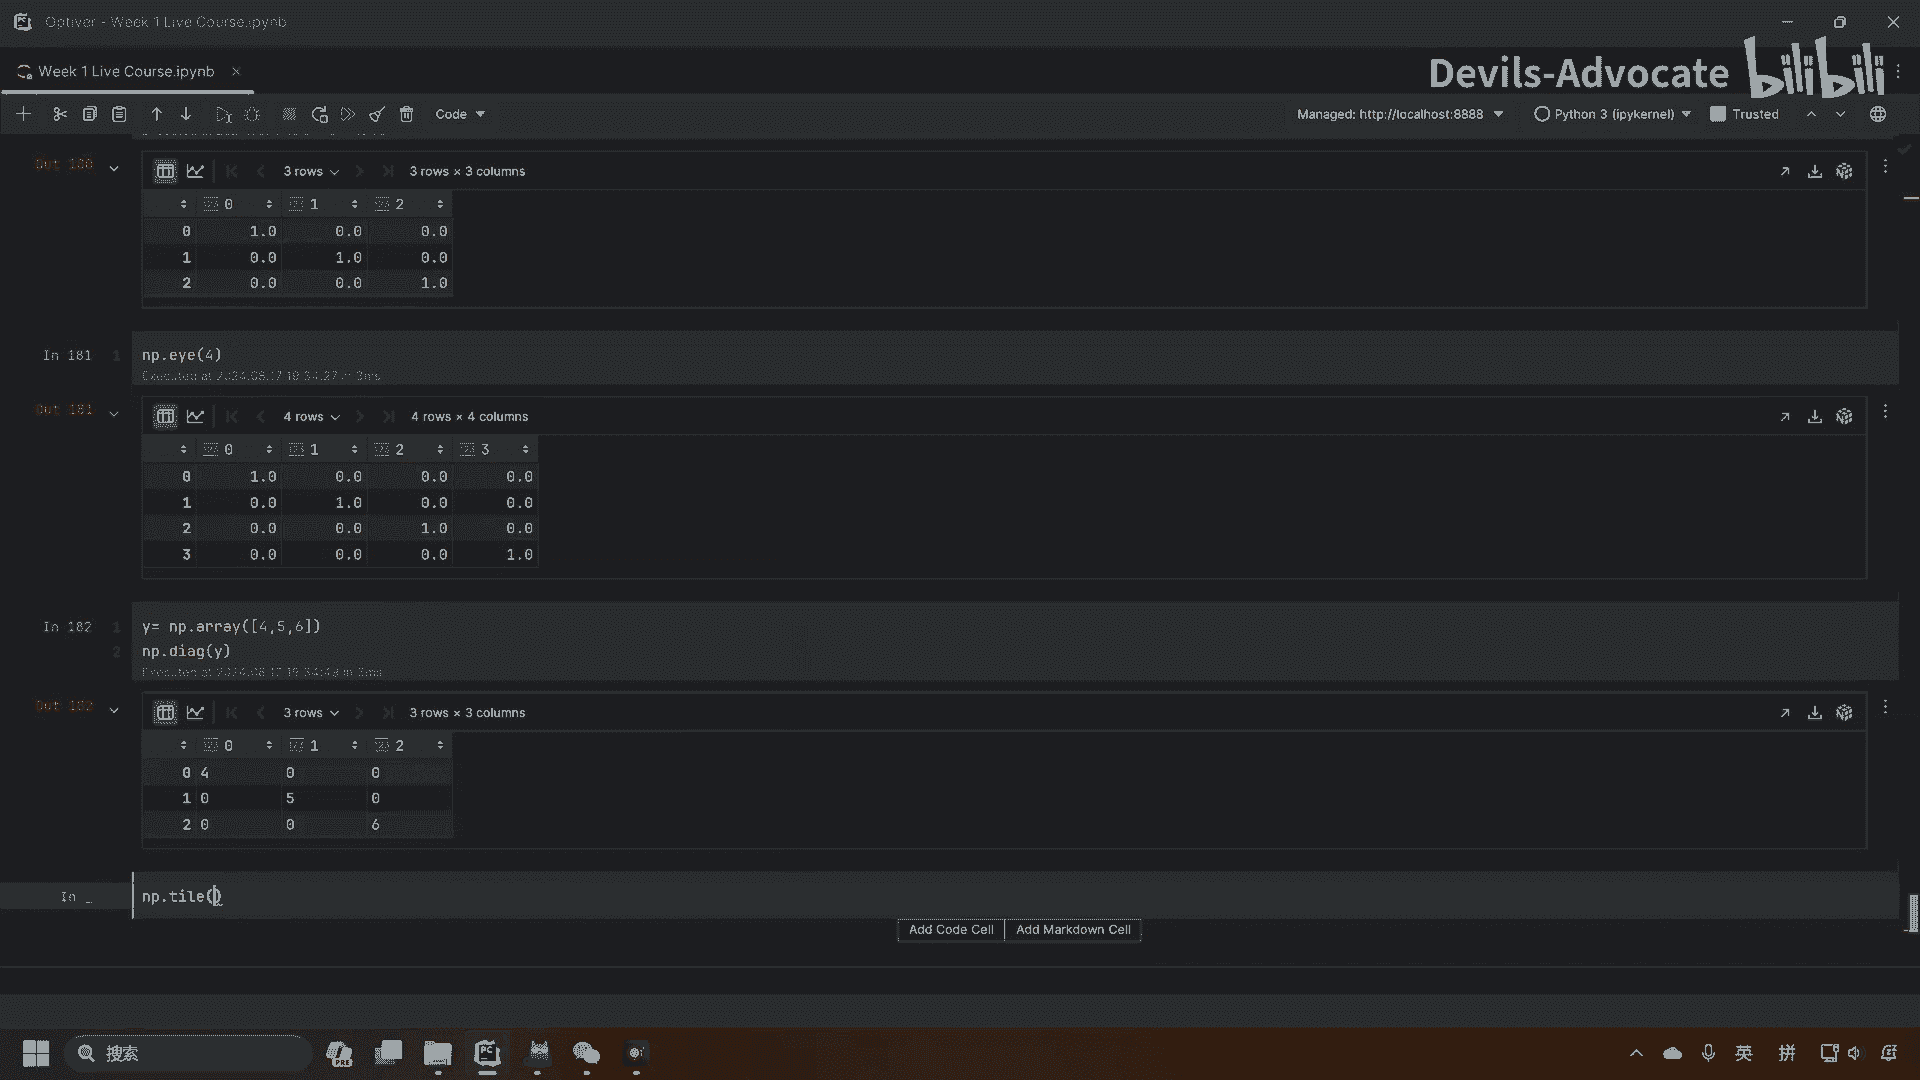 Optiver - Week 1 Live Course.ipynb
Week 1 Live Course.ipynb
Devils-Advocate bilibili
Code
Managed: http://localhost:8888
Python 3 (ipykernel)
Trusted
3 rows
3 rows × 3 columns
0 1 2
0 1.0 0.0 0.0
1 0.0 1.0 0.0
2 0.0 0.0 1.0
In 181
1 np.eye(4)
Out 181
4 rows
4 rows × 4 columns
0 1 2 3
0 1.0 0.0 0.0 0.0
1 0.0 1.0 0.0 0.0
2 0.0 0.0 1.0 0.0
3 0.0 0.0 0.0 1.0
In 182
1 y= np.array([4,5,6])
2 np.diag(y)
Out 182
3 rows
3 rows × 3 columns
0 1 2
0 4 0 0
1 0 5 0
2 0 0 6
In _
np.tile()
Add Code Cell
Add Markdown Cell
搜索
英
拼